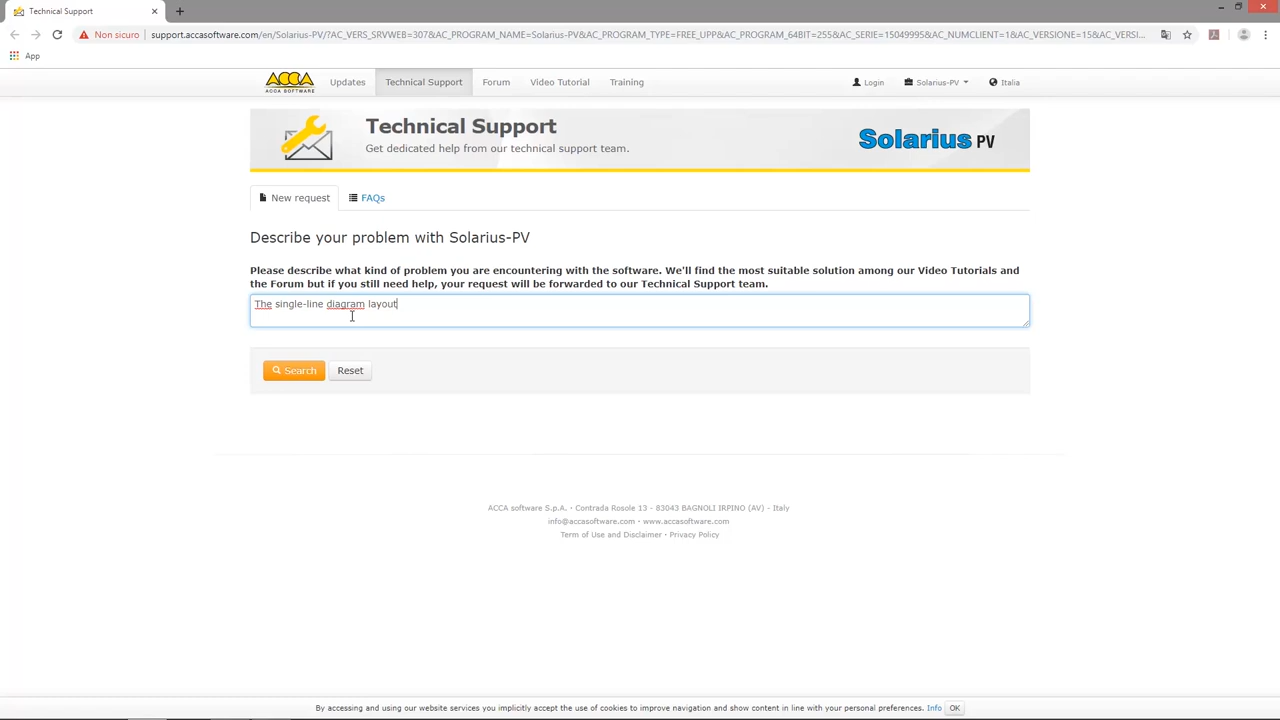 Technical Support
Non sicuro support.accasoftware.com/en/Solarius-PV/?AC_VERS_SRVWEB=307&AC_PROGRAM_NAME=Solarius-PV&AC_PROGRAM_TYPE=FREE_UPP&AC_PROGRAM_64BIT=255&AC_SERIE=15049995&AC_NUMCLIENT=1&AC_VERSIONE=15&AC_VERSI...
App
ACCA SOFTWARE Updates Technical Support Forum Video Tutorial Training Login Solarius-PV Italia
Technical Support
Get dedicated help from our technical support team.
Solarius PV
New request FAQs
Describe your problem with Solarius-PV
Please describe what kind of problem you are encountering with the software. We'll find the most suitable solution among our Video Tutorials and
the Forum but if you still need help, your request will be forwarded to our Technical Support team.
The single-line diagram layout
Search Reset
ACCA software S.p.A. · Contrada Rosole 13 - 83043 BAGNOLI IRPINO (AV) - Italy
info@accasoftware.com · www.accasoftware.com
Term of Use and Disclaimer · Privacy Policy
By accessing and using our website services you implicitly accept the use of cookies to improve navigation and show content in line with your personal preferences. Info OK